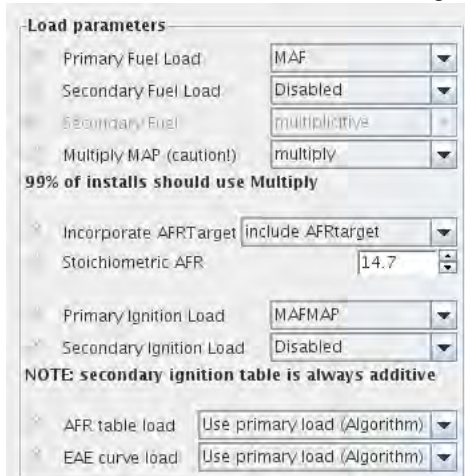 Load parameters
Primary Fuel Load MAF
Secondary Fuel Load Disabled
Secondary Fuel multiplicitive
Multiply MAP (caution!) multiply
99% of installs should use Multiply
Incorporate AFRTarget include AFRtarget
Stoichiometric AFR 14.7
Primary Ignition Load MAFMAP
Secondary Ignition Load Disabled
NOTE: secondary ignition table is always additive
AFR table load Use primary load (Algorithm)
EAE curve load Use primary load (Algorithm)